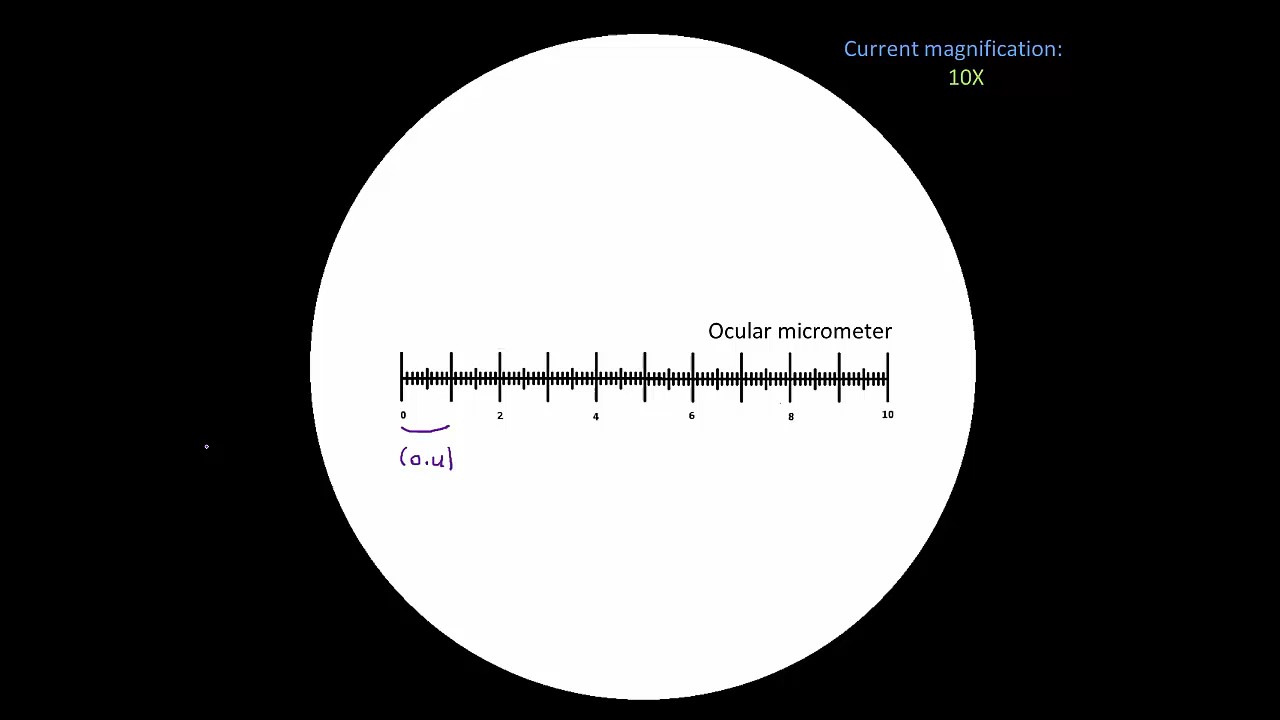 Current magnification:
10X
Ocular micrometer
0 2 4 6 8 10
(o.u)